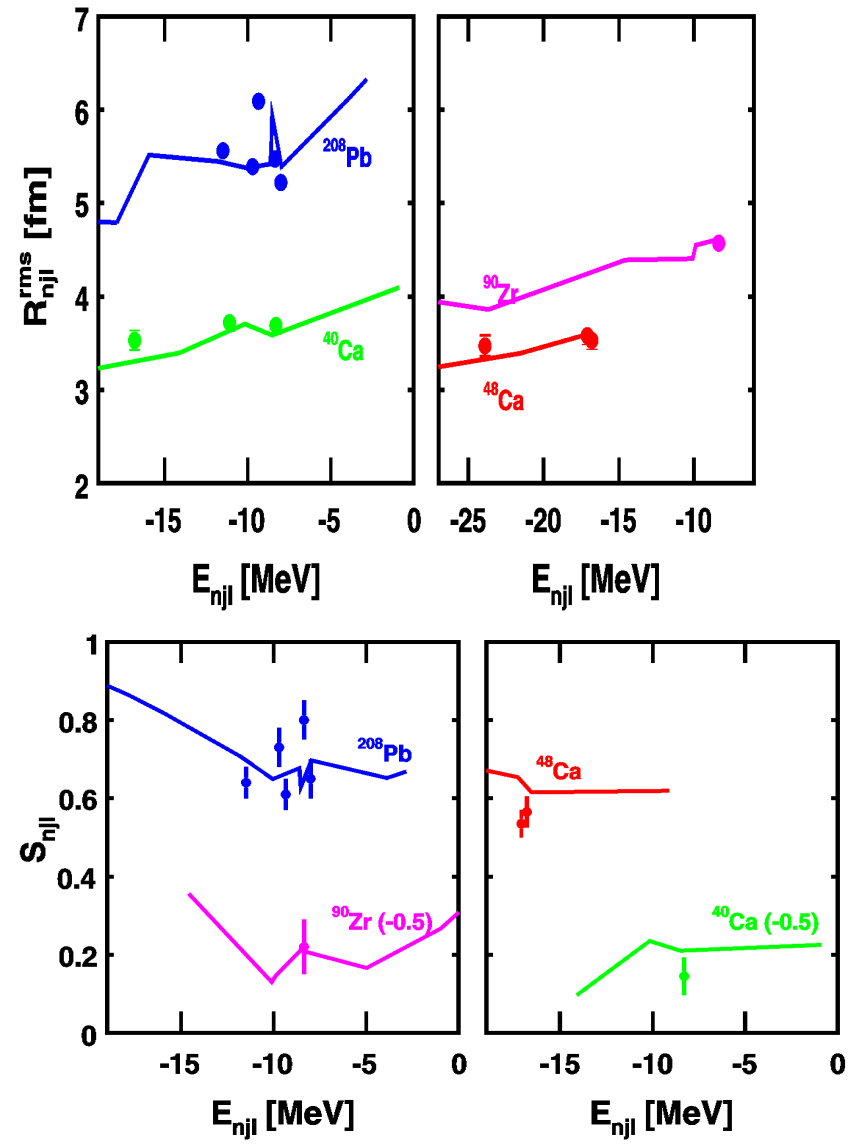 7
6
5
4
3
2
R_njl^rms [fm]
208Pb
40Ca
90Zr
48Ca
-15 -10 -5 0
-25 -20 -15 -10
E_njl [MeV]
E_njl [MeV]
1
0.8
0.6
0.4
0.2
0
S_njl
208Pb
90Zr (-0.5)
48Ca
40Ca (-0.5)
-15 -10 -5 0
-15 -10 -5 0
E_njl [MeV]
E_njl [MeV]